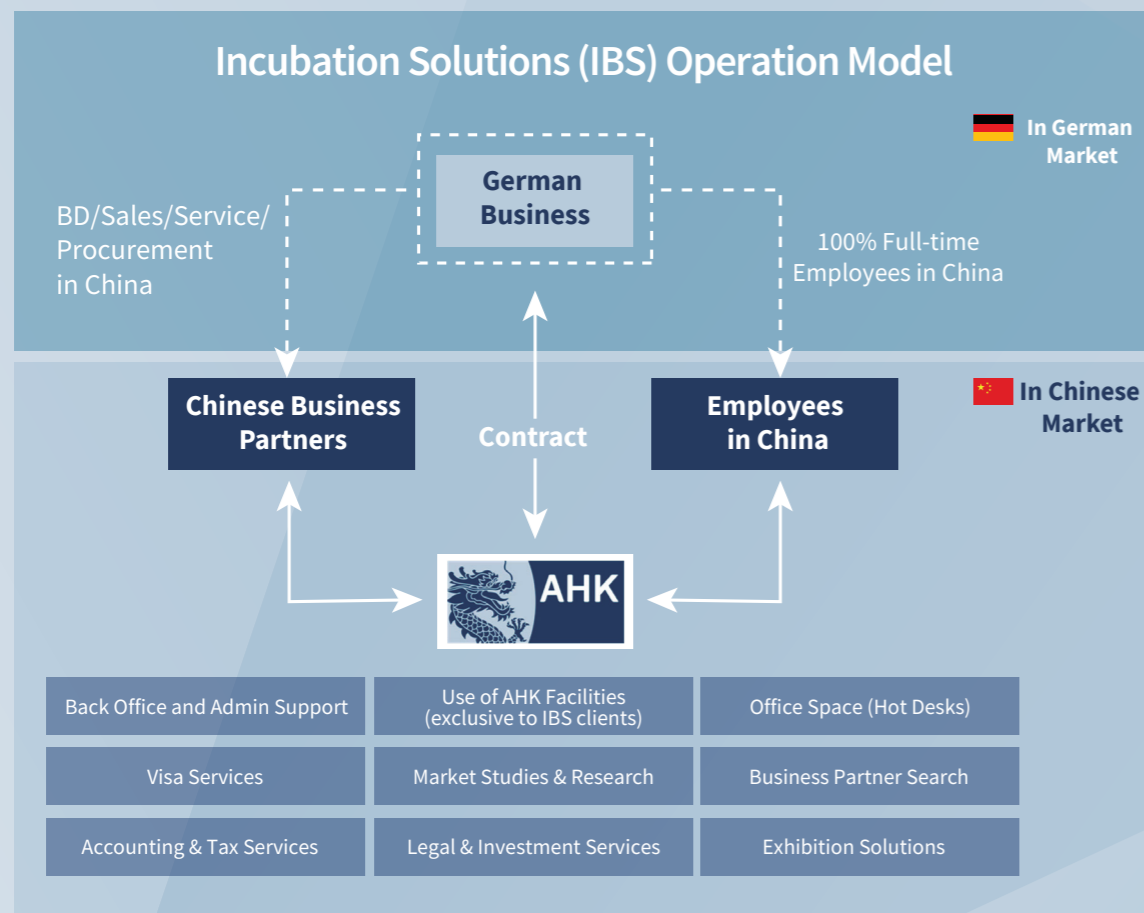 Incubation Solutions (IBS) Operation Model
In German
Market
German
Business
BD/Sales/Service/
Procurement
in China
100% Full-time
Employees in China
Chinese Business
Partners
Contract
Employees
in China
In Chinese
Market
AHK
Back Office and Admin Support
Use of AHK Facilities
(exclusive to IBS clients)
Office Space (Hot Desks)
Visa Services
Market Studies & Research
Business Partner Search
Accounting & Tax Services
Legal & Investment Services
Exhibition Solutions